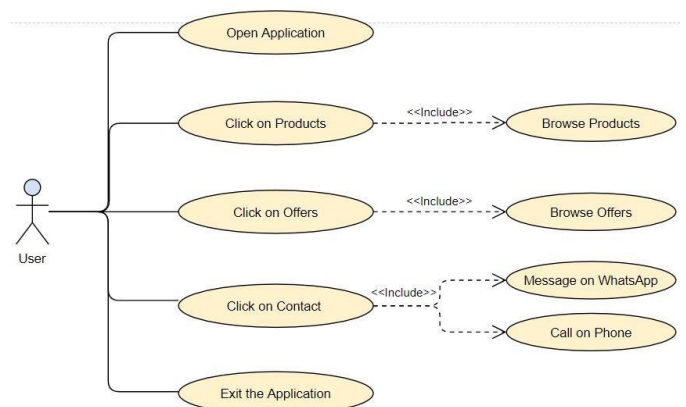 Open Application
<<Include>>
Click on Products
Browse Products
<<Include>>
Click on Offers
Browse Offers
User
Message on WhatsApp
<<Include>>
Click on Contact
Call on Phone
Exit the Application